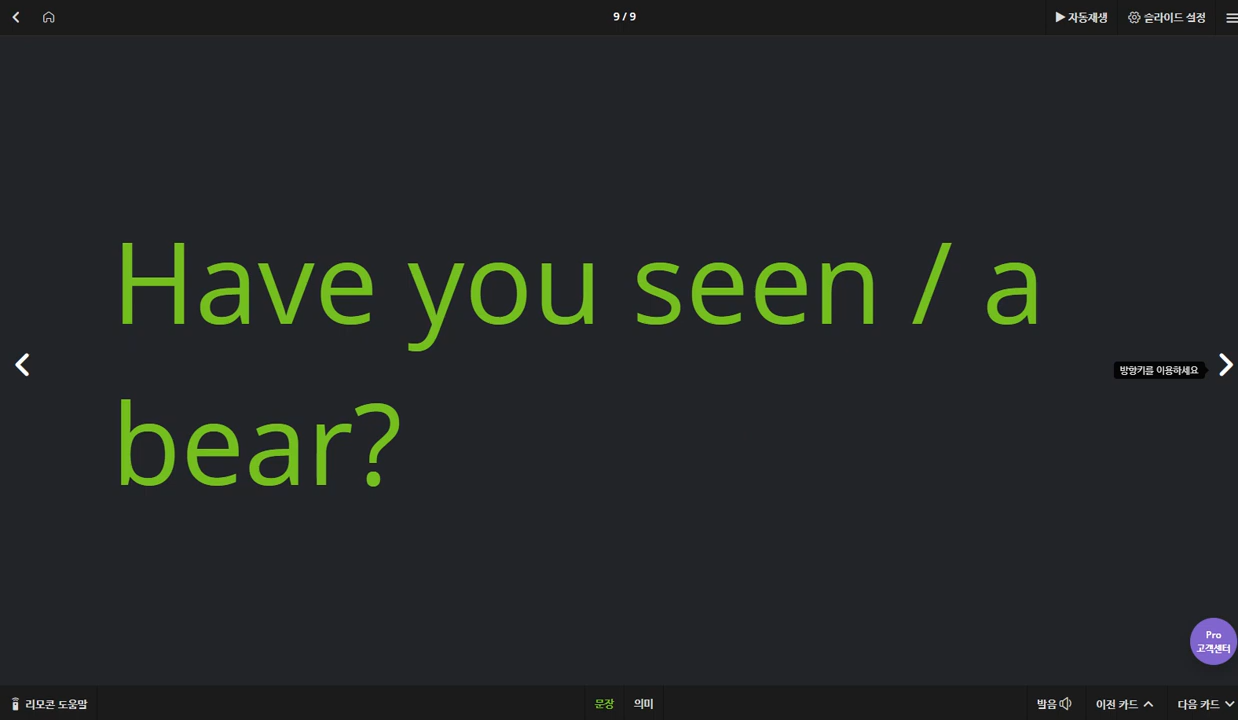 9 / 9
자동재생
슬라이드 설정
Have you seen / a
bear?
방향키를 이용하세요
Pro
고객센터
리모콘 도움말
문장
의미
발음
이전 카드
다음 카드